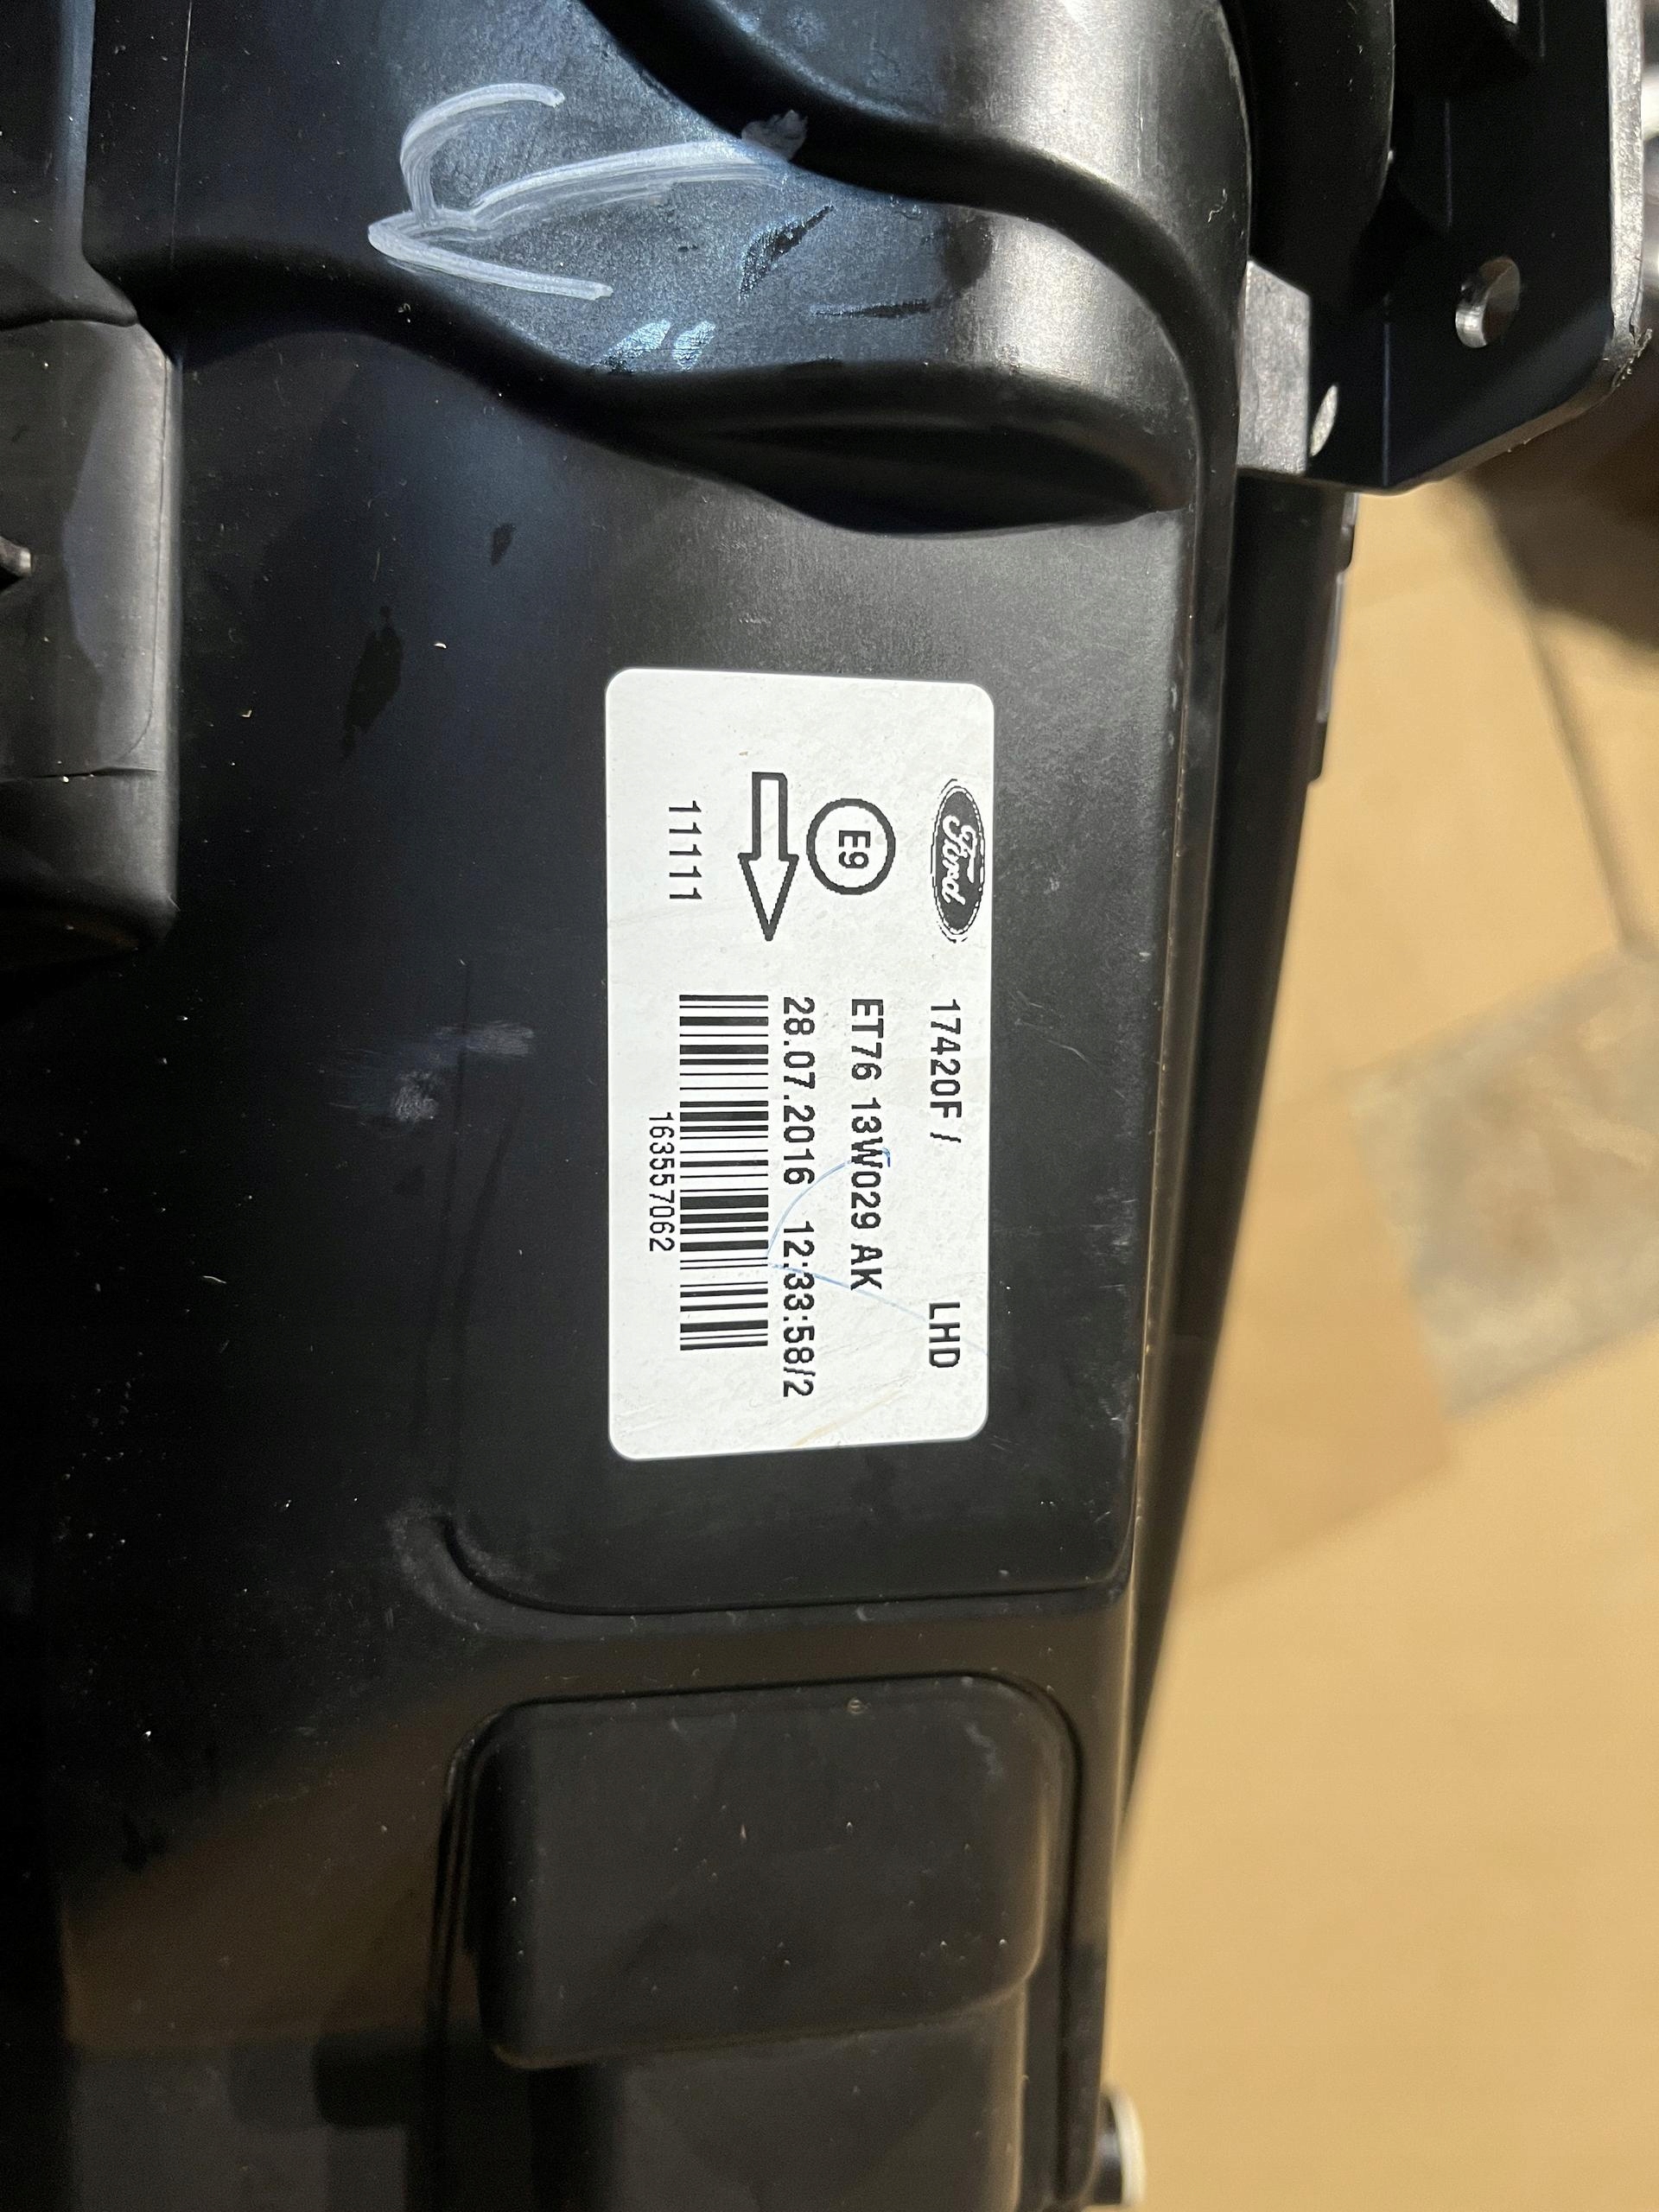 Ford 17420F / LHD
E9 ET76 13W029 AK
28.07.2016 12:33:58/2
11111
163557062